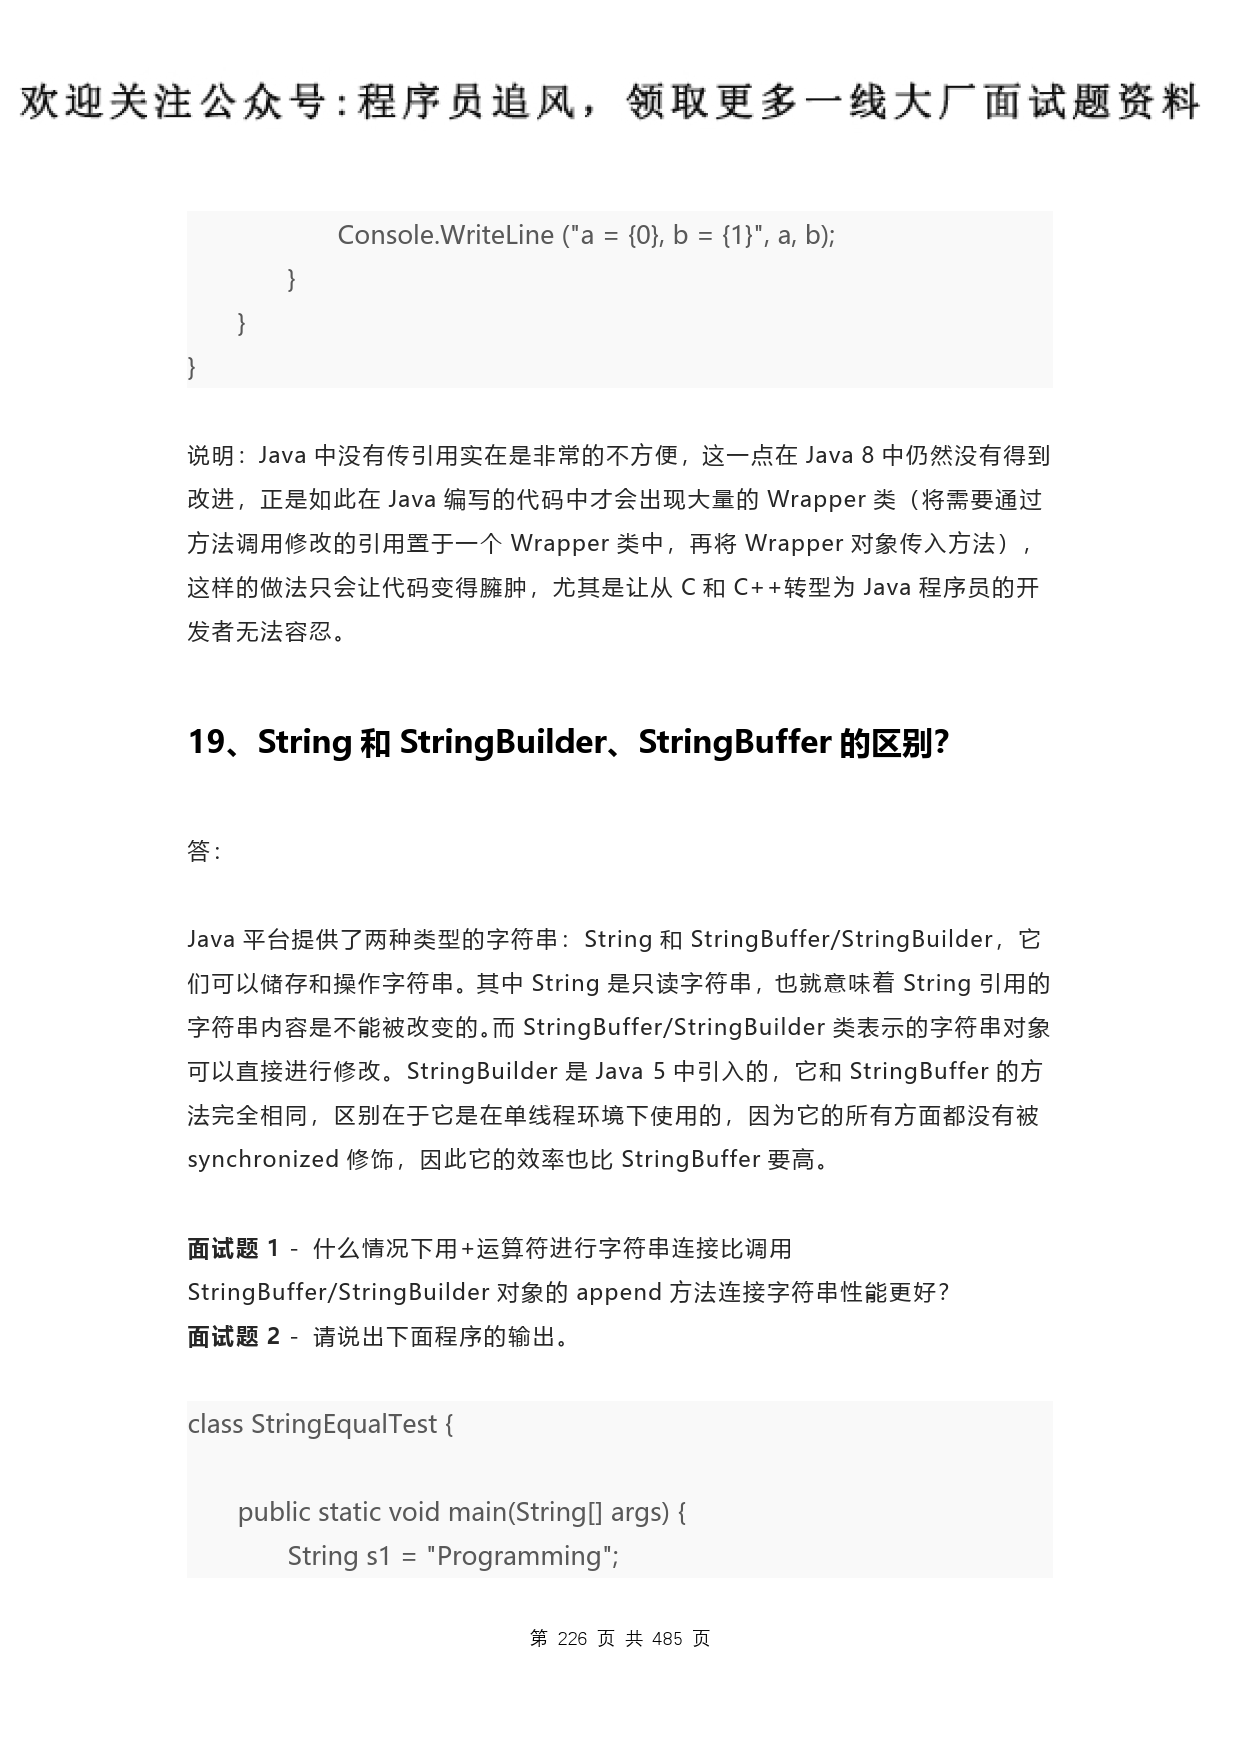 欢迎关注公众号:程序员追风，领取更多一线大厂面试题资料
Console.WriteLine ("a = {0}, b = {1}", a, b);
}
}
}
说明：Java 中没有传引用实在是非常的不方便，这一点在 Java 8 中仍然没有得到
改进，正是如此在 Java 编写的代码中才会出现大量的 Wrapper 类（将需要通过
方法调用修改的引用置于一个 Wrapper 类中，再将 Wrapper 对象传入方法），
这样的做法只会让代码变得臃肿，尤其是让从 C 和 C++转型为 Java 程序员的开
发者无法容忍。
19、String 和 StringBuilder、StringBuffer 的区别？
答：
Java 平台提供了两种类型的字符串：String 和 StringBuffer/StringBuilder，它
们可以储存和操作字符串。其中 String 是只读字符串，也就意味着 String 引用的
字符串内容是不能被改变的。而 StringBuffer/StringBuilder 类表示的字符串对象
可以直接进行修改。StringBuilder 是 Java 5 中引入的，它和 StringBuffer 的方
法完全相同，区别在于它是在单线程环境下使用的，因为它的所有方面都没有被
synchronized 修饰，因此它的效率也比 StringBuffer 要高。
面试题 1 - 什么情况下用+运算符进行字符串连接比调用
StringBuffer/StringBuilder 对象的 append 方法连接字符串性能更好？
面试题 2 - 请说出下面程序的输出。
class StringEqualTest {
public static void main(String[] args) {
String s1 = "Programming";
第 226 页 共 485 页